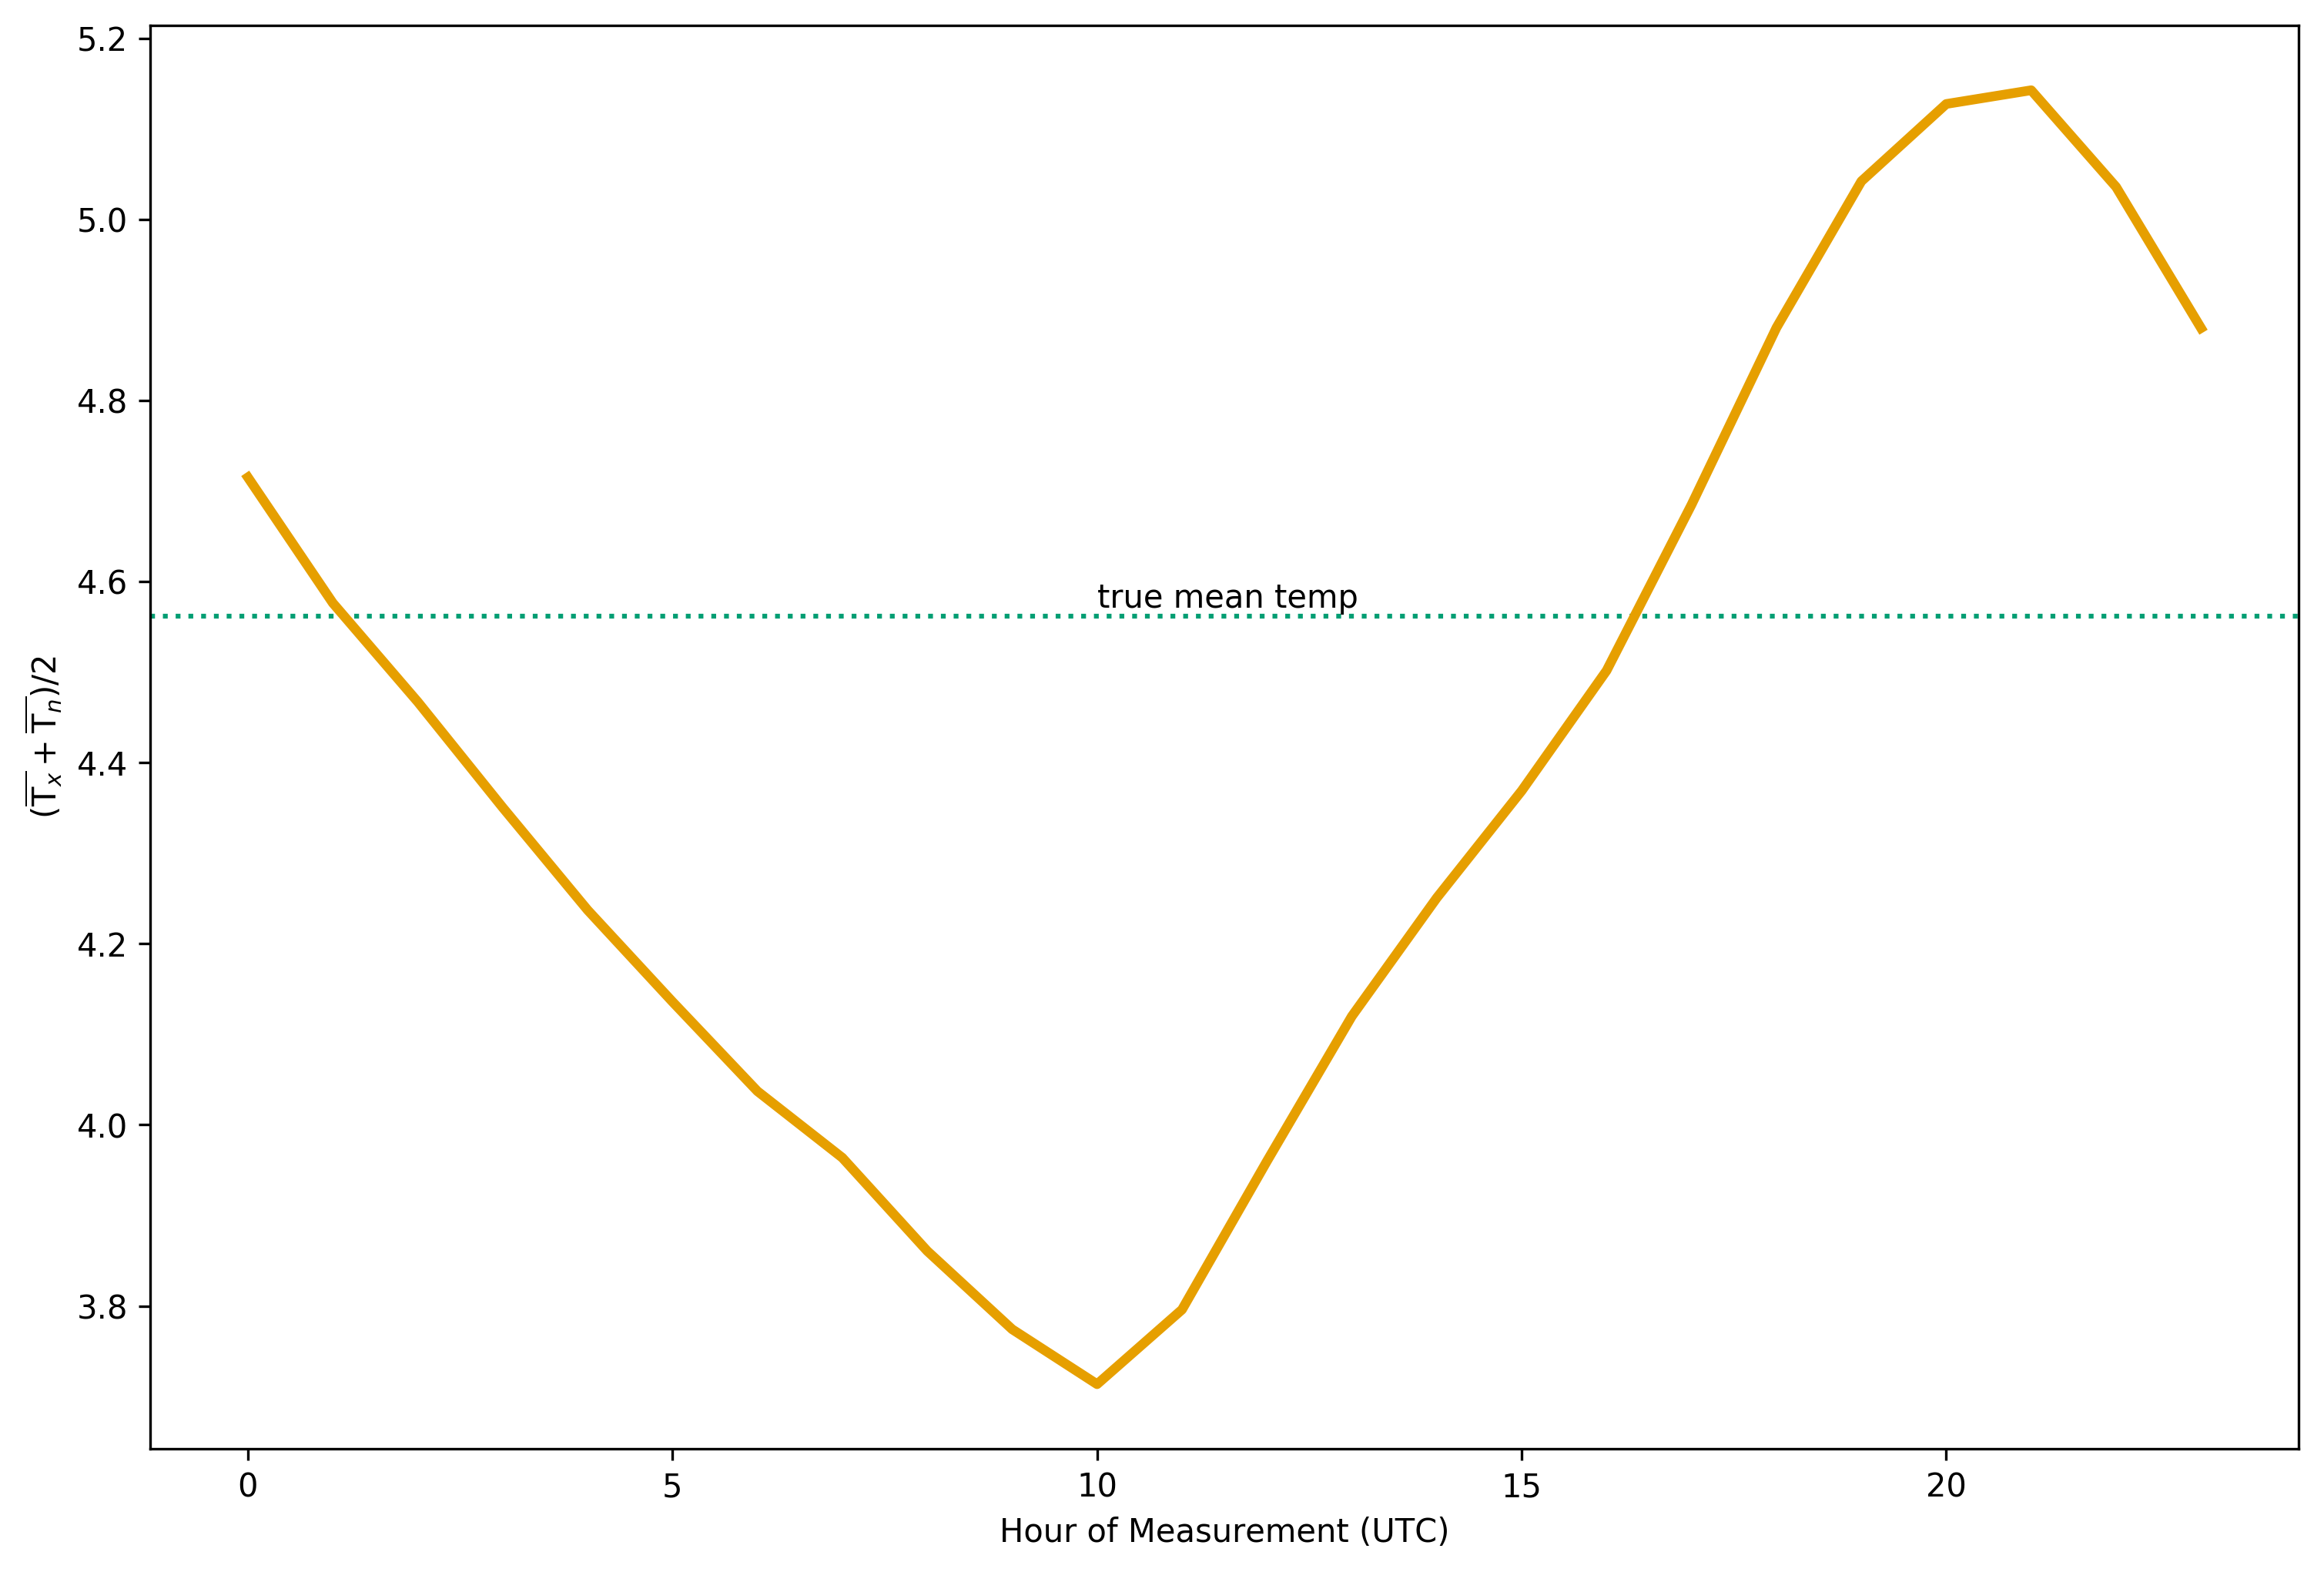 5.2
5.0
4.8
4.6
4.4
4.2
4.0
3.8
(T̅ₓ + T̅ₙ)/2
true mean temp
0 5 10 15 20
Hour of Measurement (UTC)